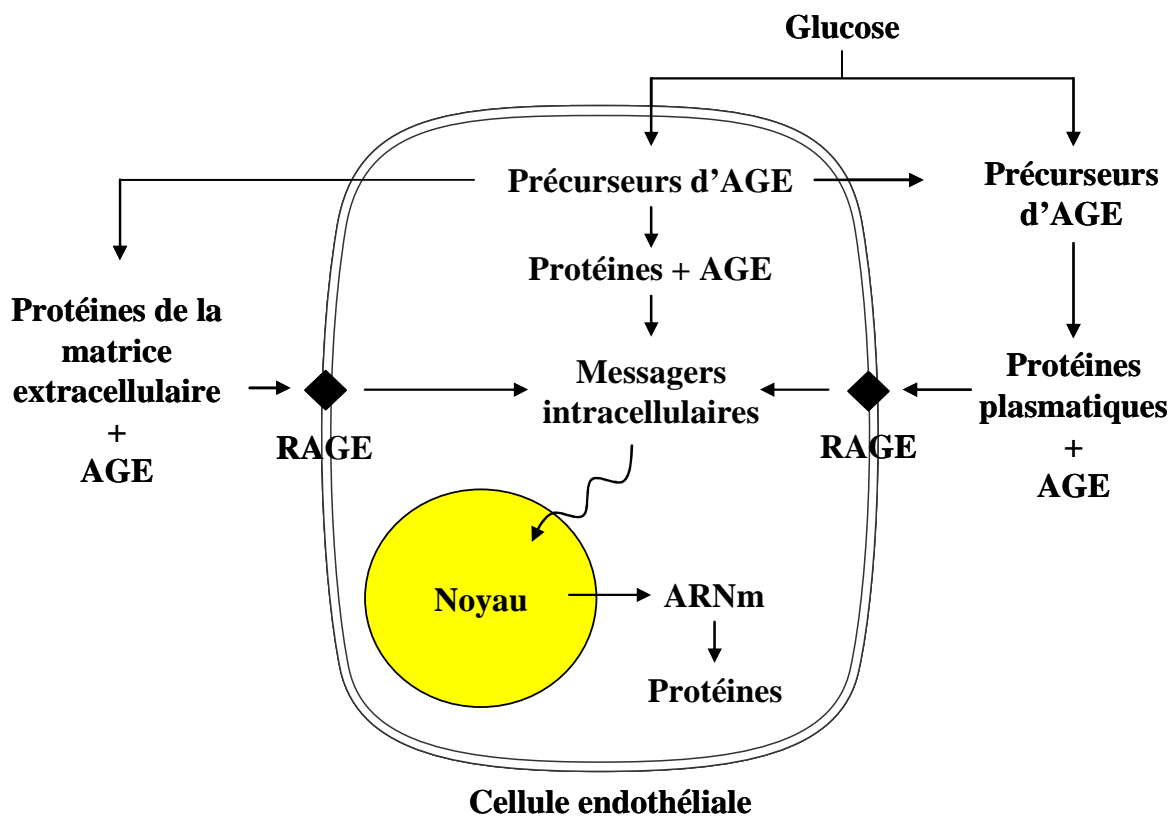 Glucose
Précurseurs d'AGE
Précurseurs
d'AGE
Protéines + AGE
Protéines de la
matrice
extracellulaire
+
AGE
Messagers
intracellulaires
Protéines
plasmatiques
+
AGE
RAGE
RAGE
Noyau
ARNm
Protéines
Cellule endothéliale